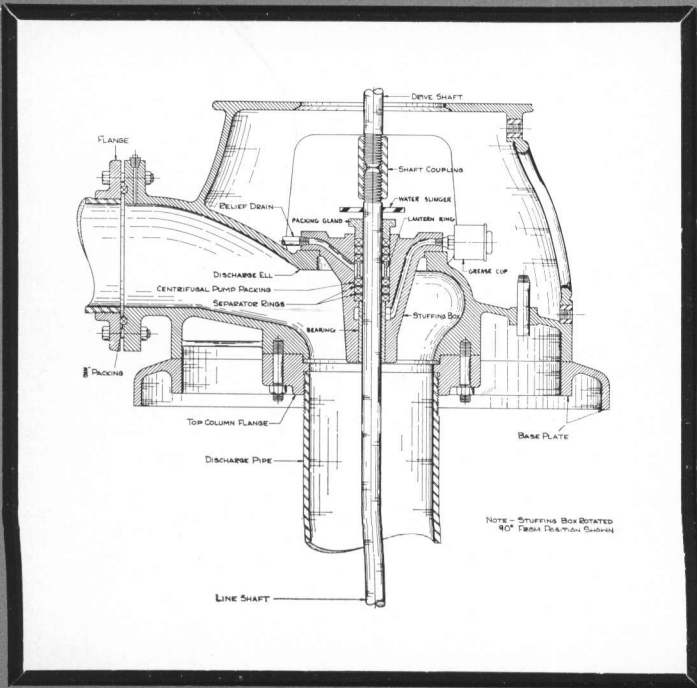 DRIVE SHAFT
FLANGE
SHAFT COUPLING
WATER SLINGER
RELIEF DRAIN
PACKING GLAND
LANTERN RING
GREASE CUP
DISCHARGE ELL
CENTRIFUGAL PUMP PACKING
SEPARATOR RINGS
STUFFING BOX
BEARING
PACKING
TOP COLUMN FLANGE
BASE PLATE
DISCHARGE PIPE
NOTE - STUFFING BOX ROTATED
90° FROM POSITION SHOWN
LINE SHAFT